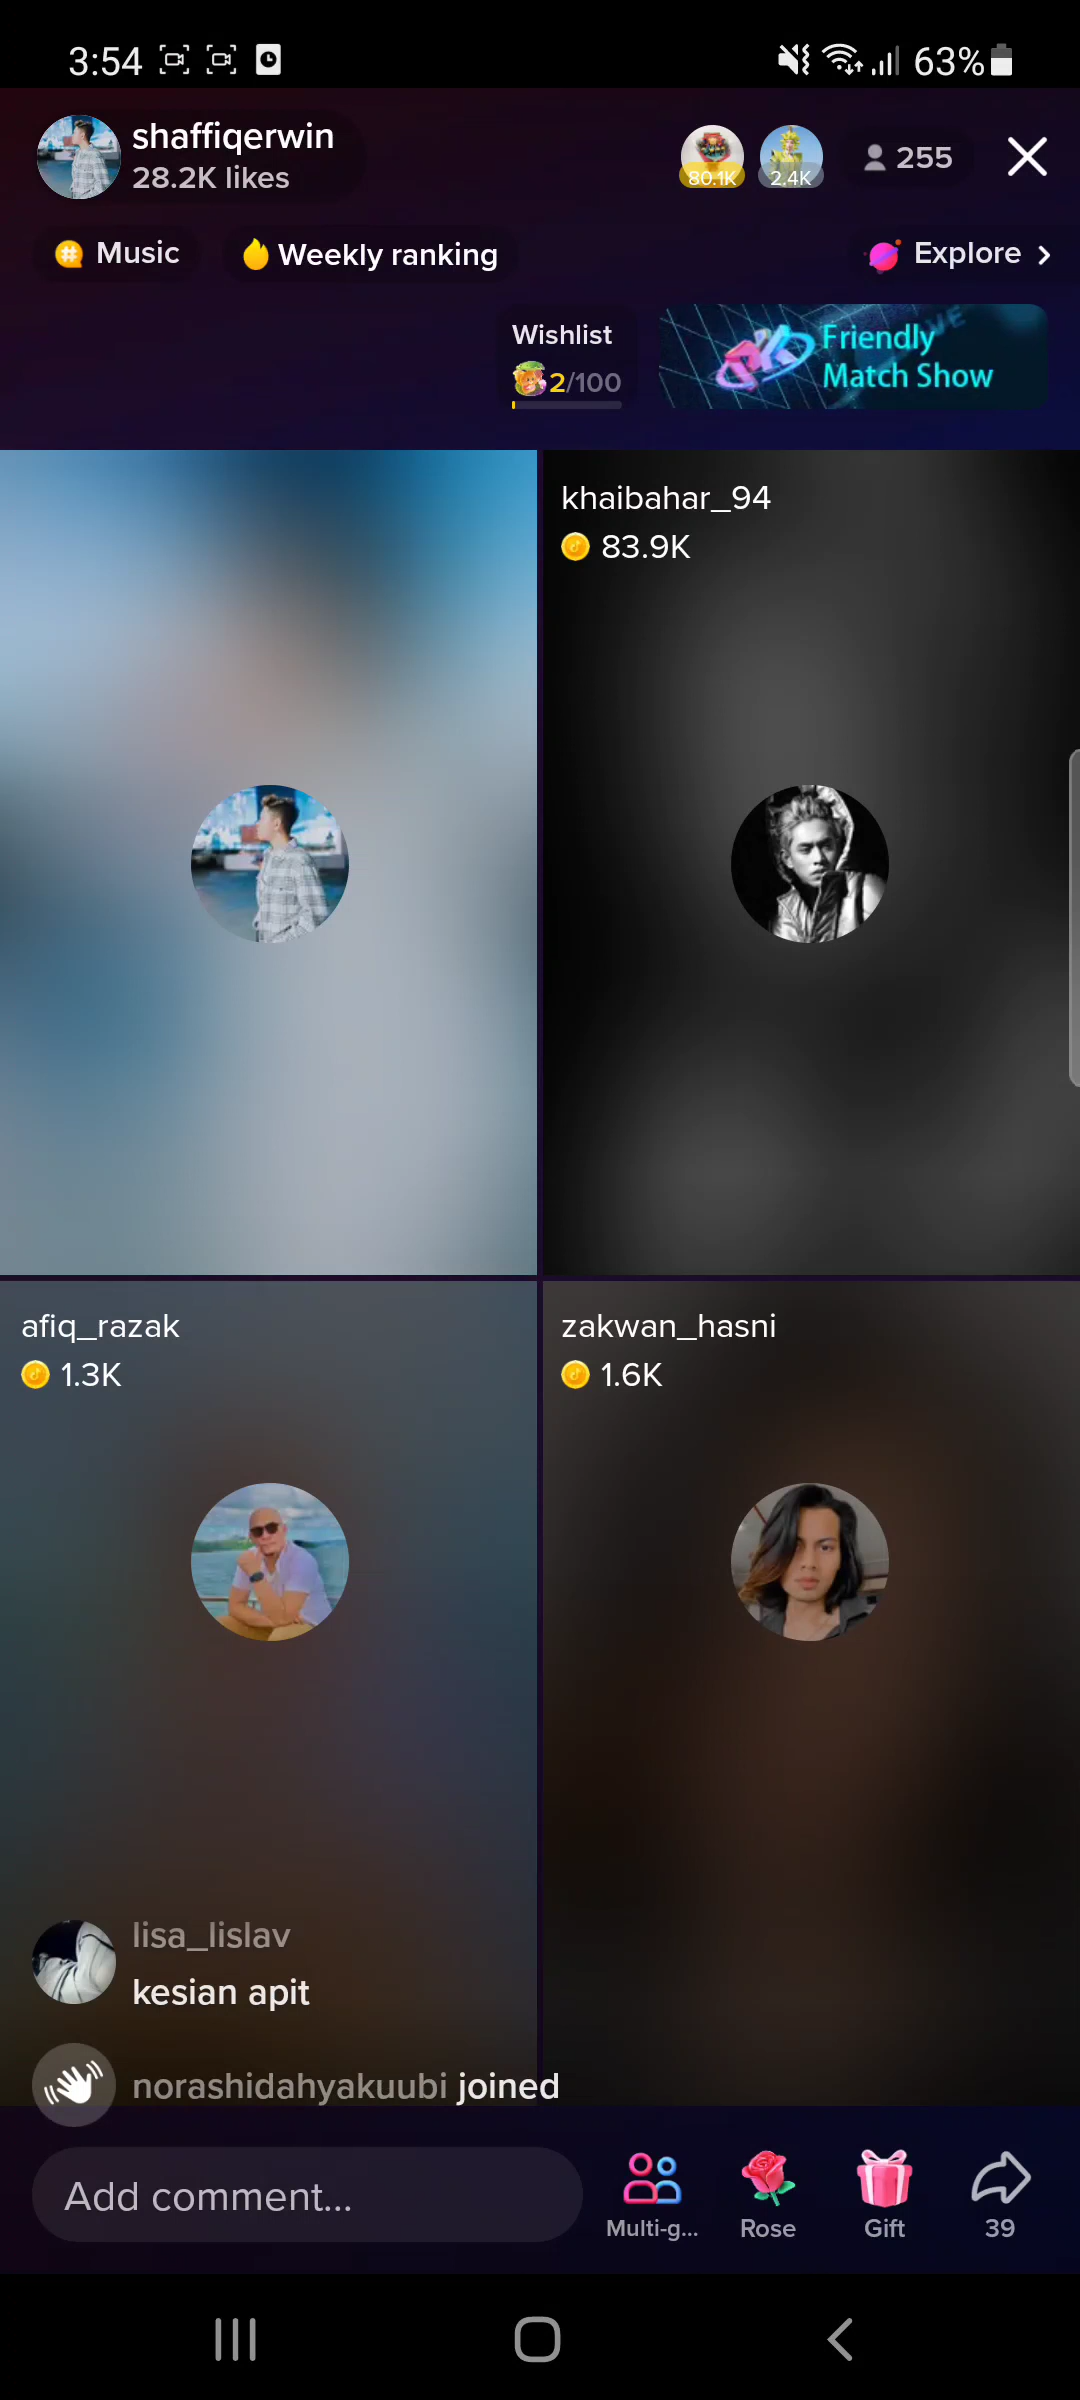 3:54
63%
shaffiqerwin
28.2K likes
80.1K
2.4K
255
Music
Weekly ranking
Explore
Wishlist
2/100
Friendly
Match Show
khaibahar_94
83.9K
afiq_razak
1.3K
zakwan_hasni
1.6K
lisa_lislav
kesian apit
norashidahyakuubi joined
Add comment...
Multi-g...
Rose
Gift
39